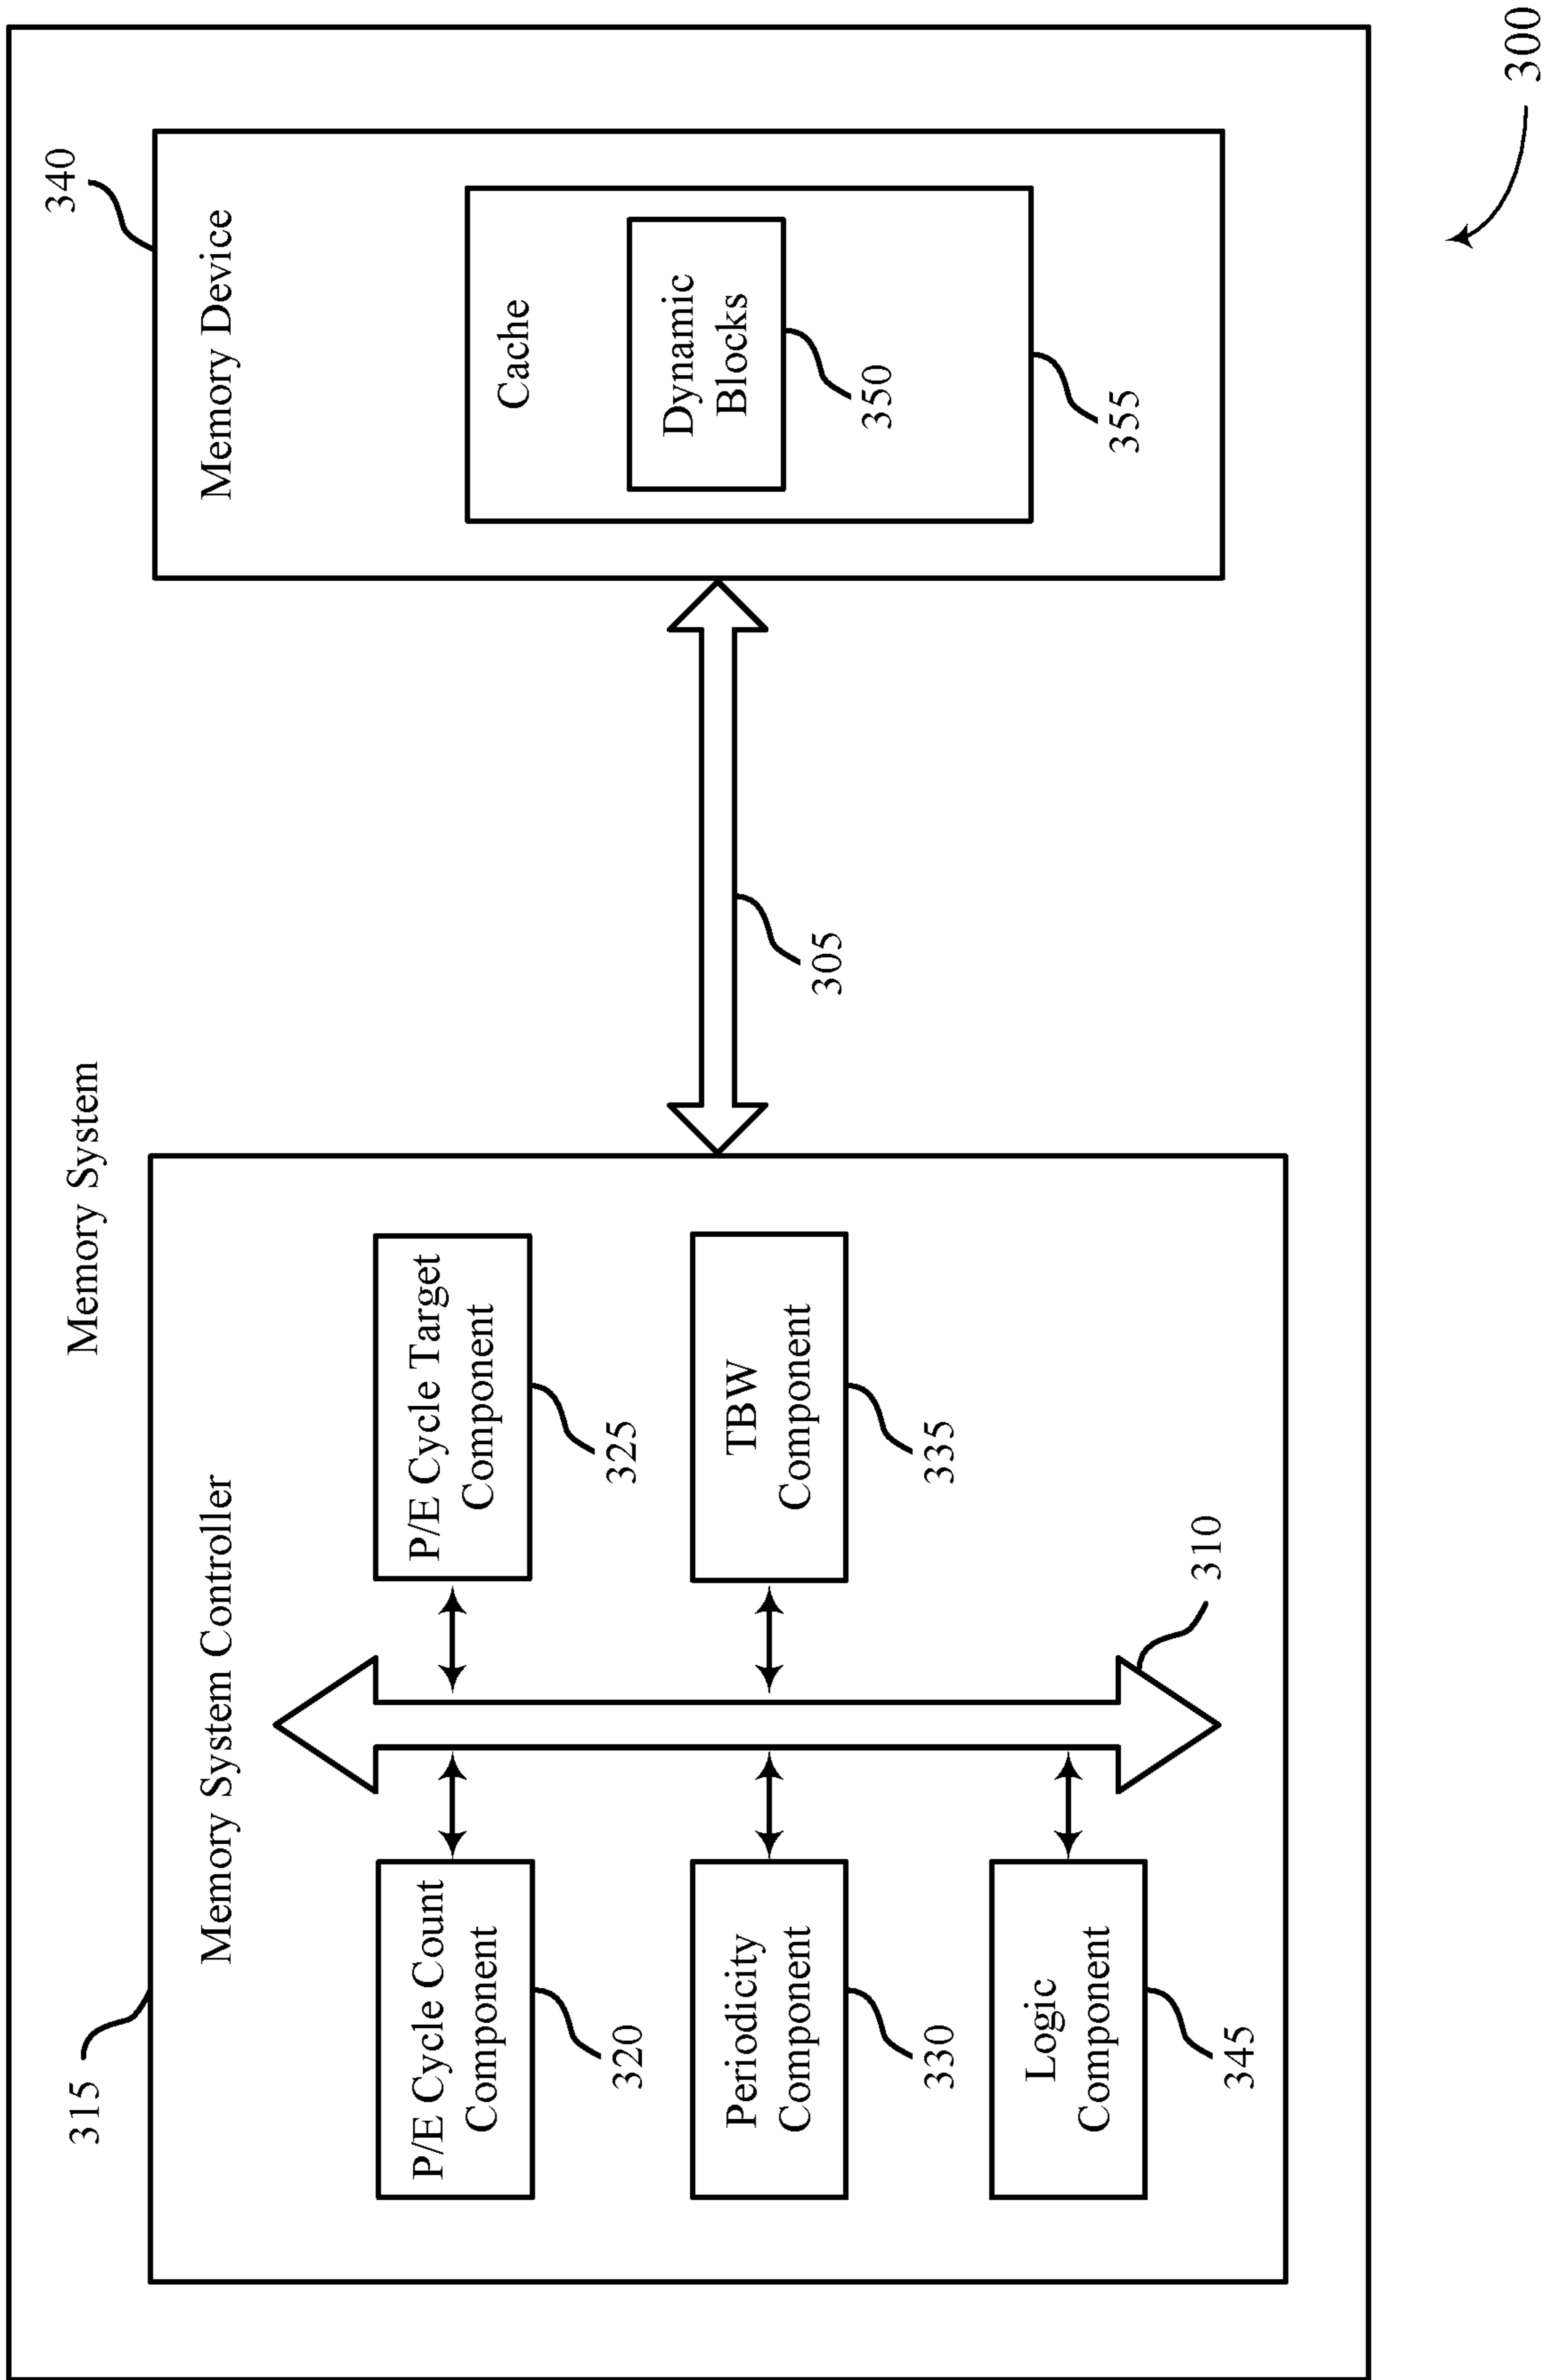 Memory System
315
Memory System Controller
P/E Cycle Count
Component
320
P/E Cycle Target
Component
325
Periodicity
Component
330
TBW
Component
335
Logic
Component
345
310
305
340
Memory Device
Cache
Dynamic
Blocks
350
355
300